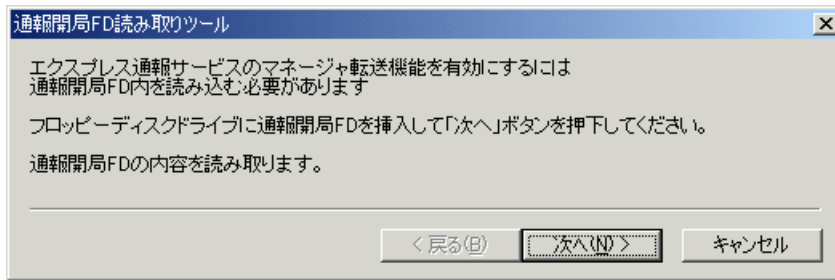 通報開局FD読み取りツール
エクスプレス通報サービスのマネージャ転送機能を有効にするには
通報開局FD内を読み込む必要があります
フロッピーディスクドライブに通報開局FDを挿入して「次へ」ボタンを押下してください。
通報開局FDの内容を読み取ります。
< 戻る(B) 次へ(N) > キャンセル